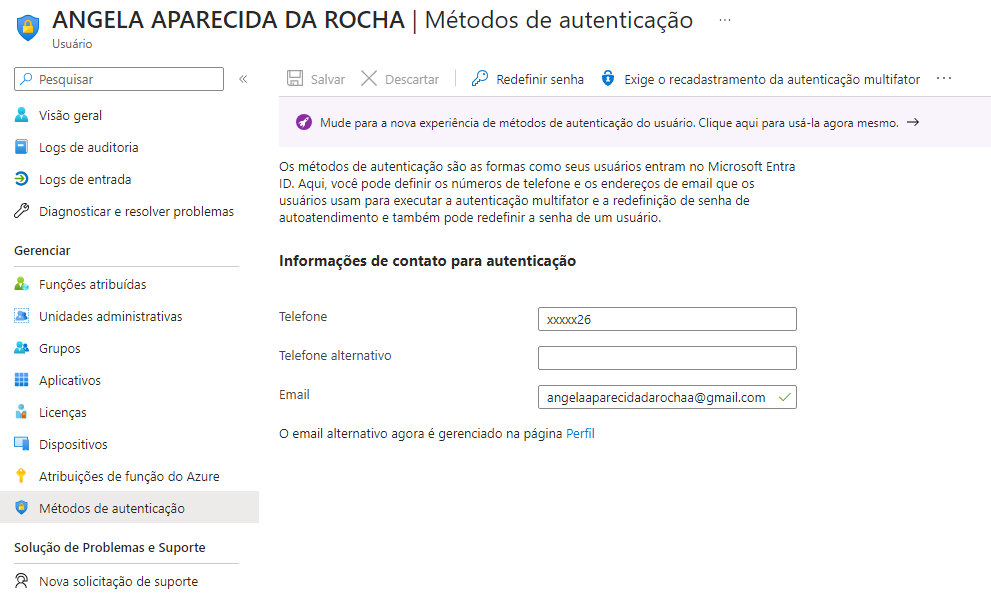 ANGELA APARECIDA DA ROCHA | Métodos de autenticação ...
Usuário
Pesquisar
«
Salvar
Descartar
Redefinir senha
Exige o recadastramento da autenticação multifator
...
Visão geral
Logs de auditoria
Logs de entrada
Diagnosticar e resolver problemas
Gerenciar
Funções atribuídas
Unidades administrativas
Grupos
Aplicativos
Licenças
Dispositivos
Atribuições de função do Azure
Métodos de autenticação
Solução de Problemas e Suporte
Nova solicitação de suporte
Mude para a nova experiência de métodos de autenticação do usuário. Clique aqui para usá-la agora mesmo. →
Os métodos de autenticação são as formas como seus usuários entram no Microsoft Entra
ID. Aqui, você pode definir os números de telefone e os endereços de email que os
usuários usam para executar a autenticação multifator e a redefinição de senha de
autoatendimento e também pode redefinir a senha de um usuário.
Informações de contato para autenticação
Telefone
xxxxx26
Telefone alternativo
Email
angelaaparecidadarochaa@gmail.com
O email alternativo agora é gerenciado na página Perfil